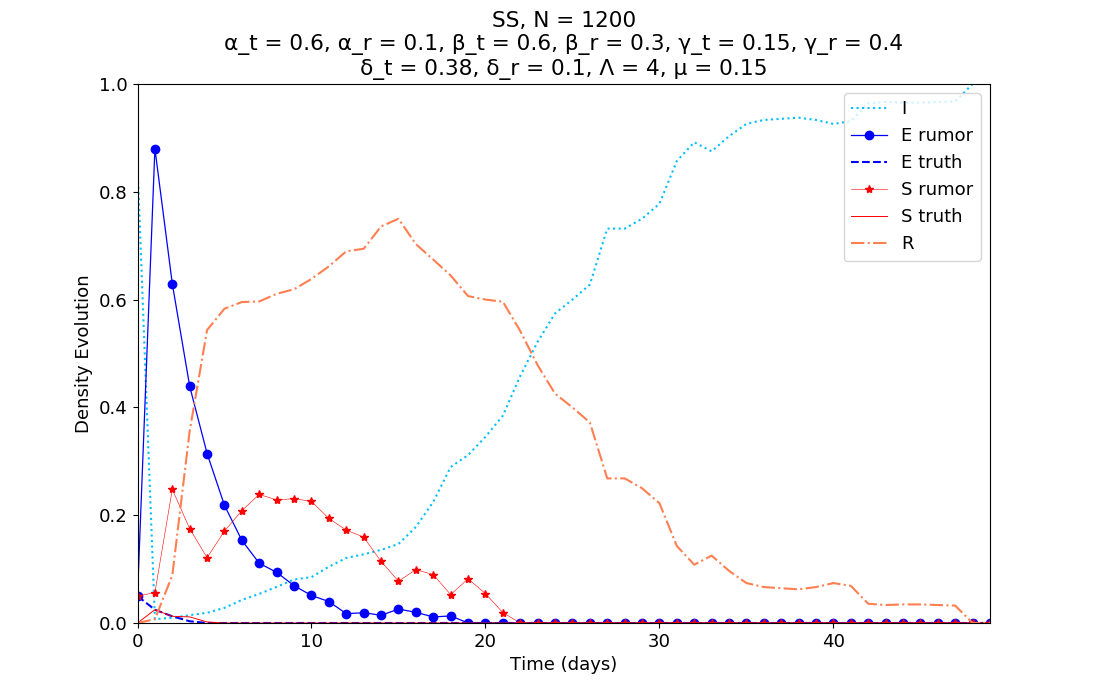 SS, N = 1200
α_t = 0.6, α_r = 0.1, β_t = 0.6, β_r = 0.3, γ_t = 0.15, γ_r = 0.4
δ_t = 0.38, δ_r = 0.1, Λ = 4, μ = 0.15
1.0
0.8
0.6
0.4
0.2
0.0
Density Evolution
I
E rumor
E truth
S rumor
S truth
R
0
10
20
30
40
Time (days)